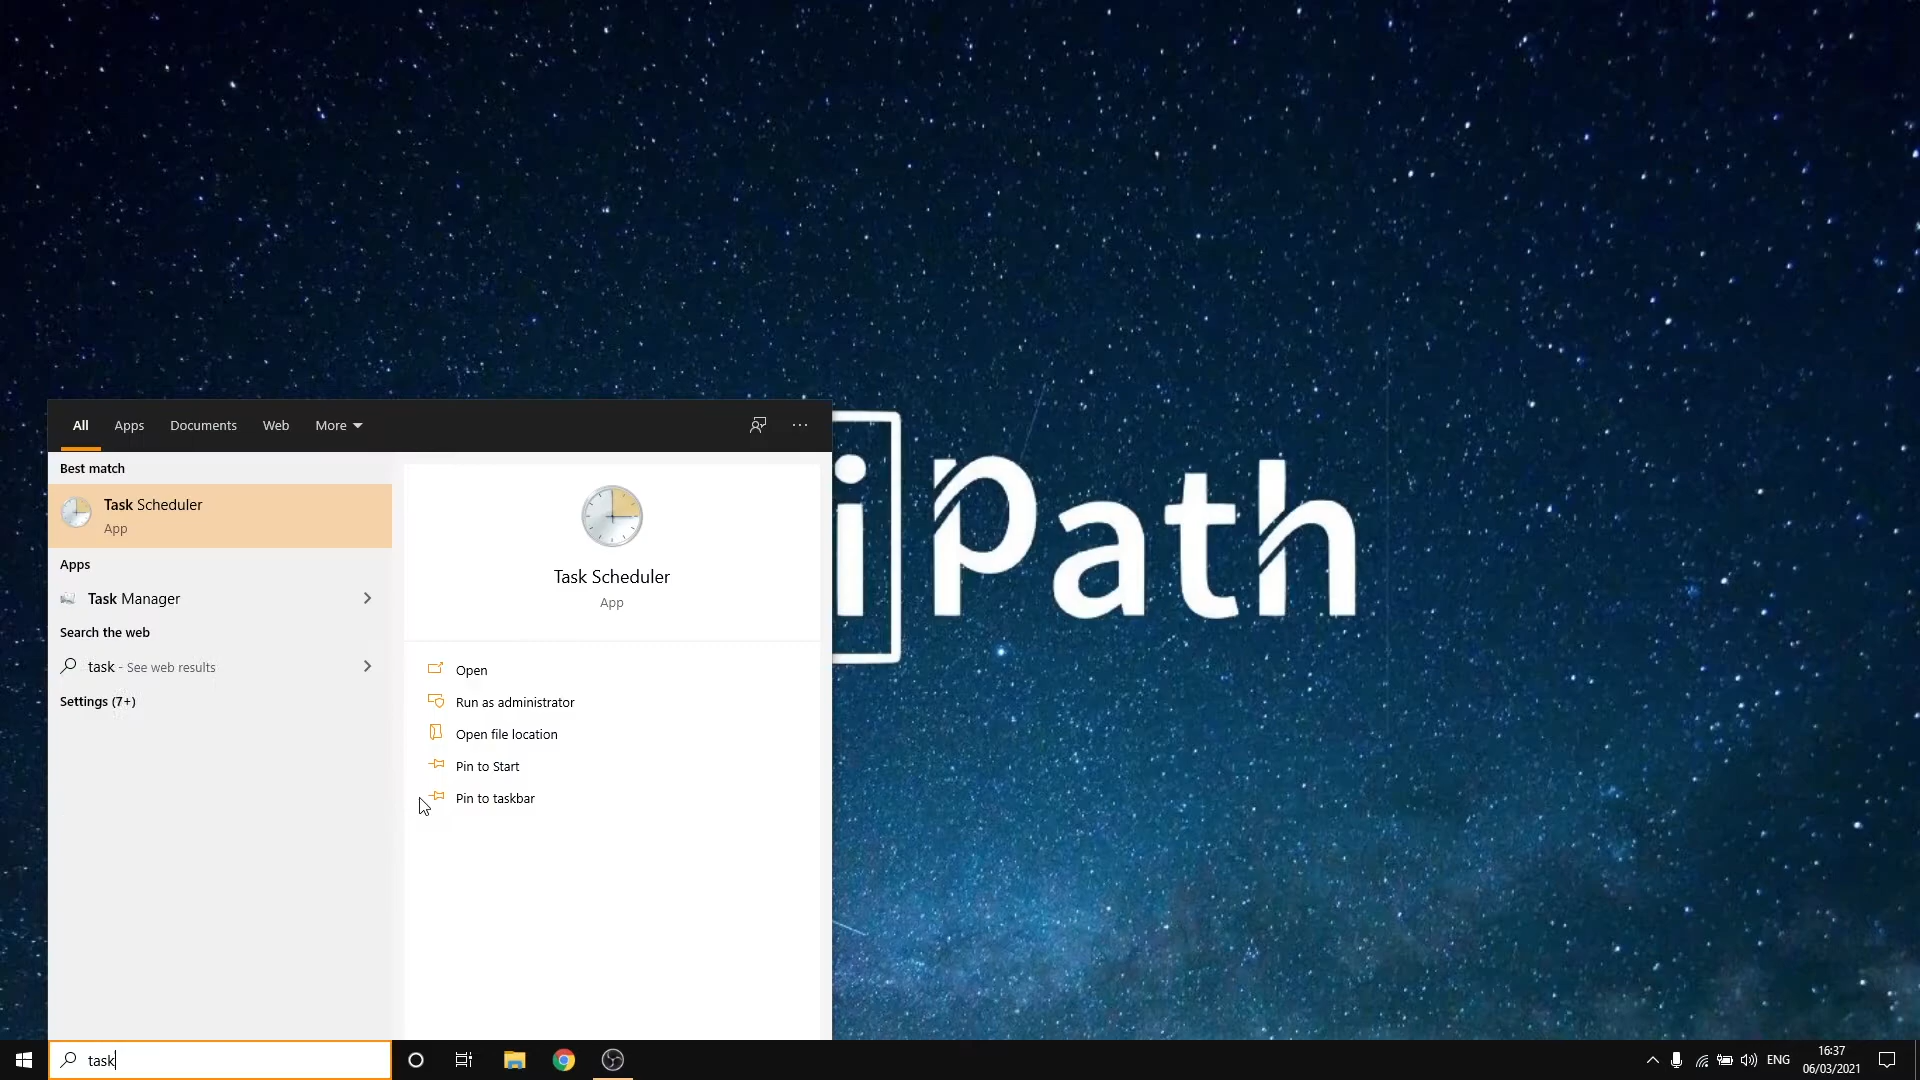 All Apps Documents Web More
Best match
Task Scheduler
App
Apps
Task Manager
Search the web
task - See web results
Settings (7+)
Task Scheduler
App
Open
Run as administrator
Open file location
Pin to Start
Pin to taskbar
i Path
task
ENG
16:37
06/03/2021